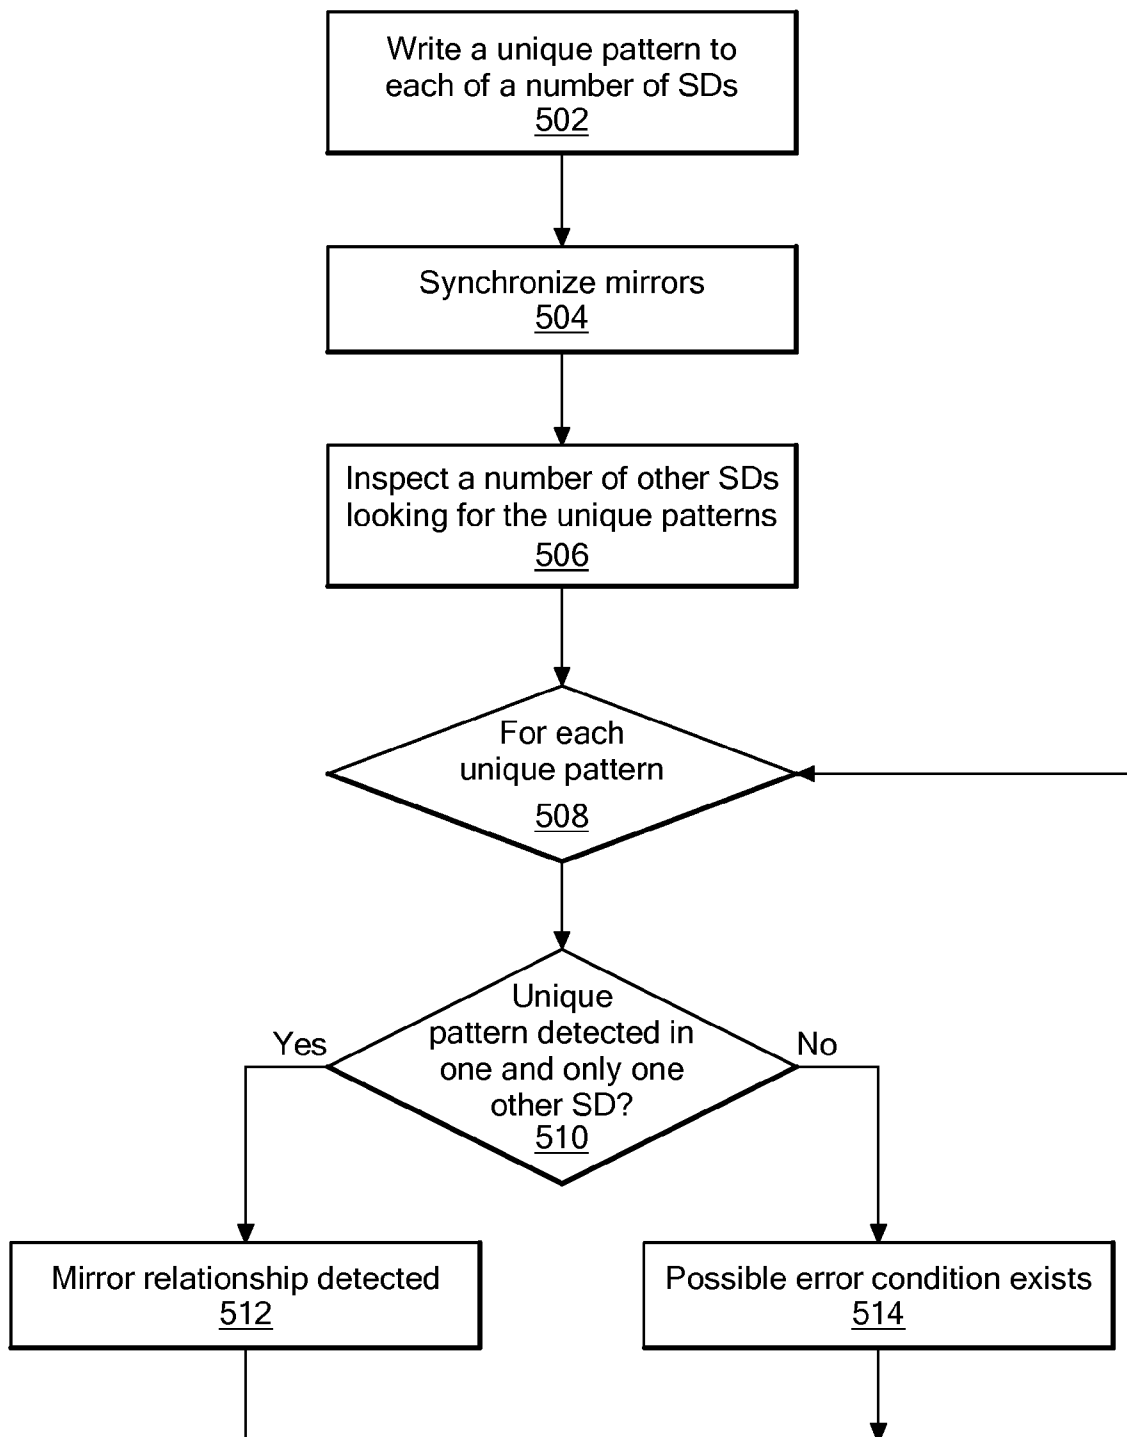 Write a unique pattern to
each of a number of SDs
502
Synchronize mirrors
504
Inspect a number of other SDs
looking for the unique patterns
506
For each
unique pattern
508
Unique
pattern detected in
one and only one
other SD?
510
Yes
No
Mirror relationship detected
512
Possible error condition exists
514